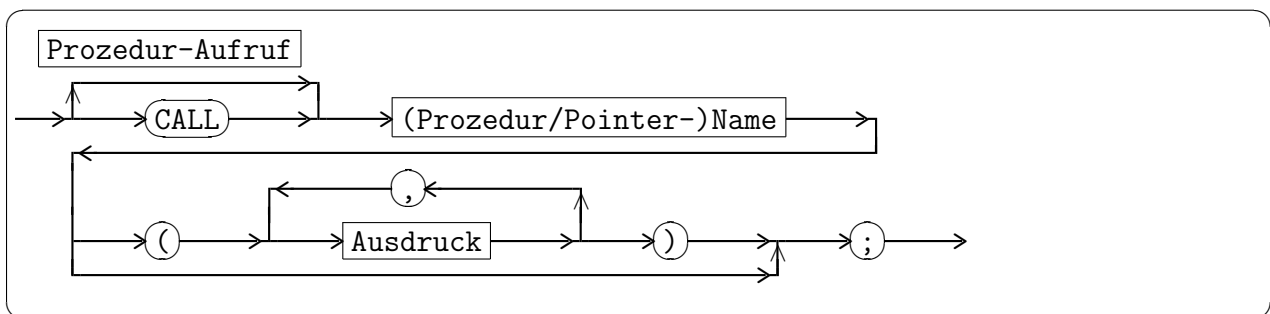 Prozedur-Aufruf
CALL (Prozedur/Pointer-)Name
,
( Ausdruck ) ;